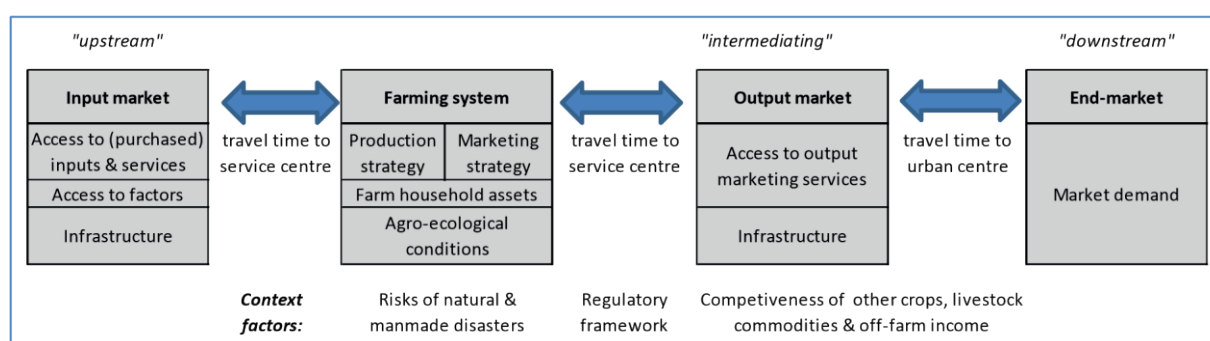 "upstream"
"intermediating"
"downstream"
Input market
Farming system
Output market
End-market
Access to (purchased)
inputs & services
Access to factors
Infrastructure
travel time to
service centre
Production
strategy
Marketing
strategy
Farm household assets
Agro-ecological
conditions
travel time to
service centre
Access to output
marketing services
Infrastructure
travel time to
urban centre
Market demand
Context
factors:
Risks of natural &
manmade disasters
Regulatory
framework
Competiveness of other crops, livestock
commodities & off-farm income